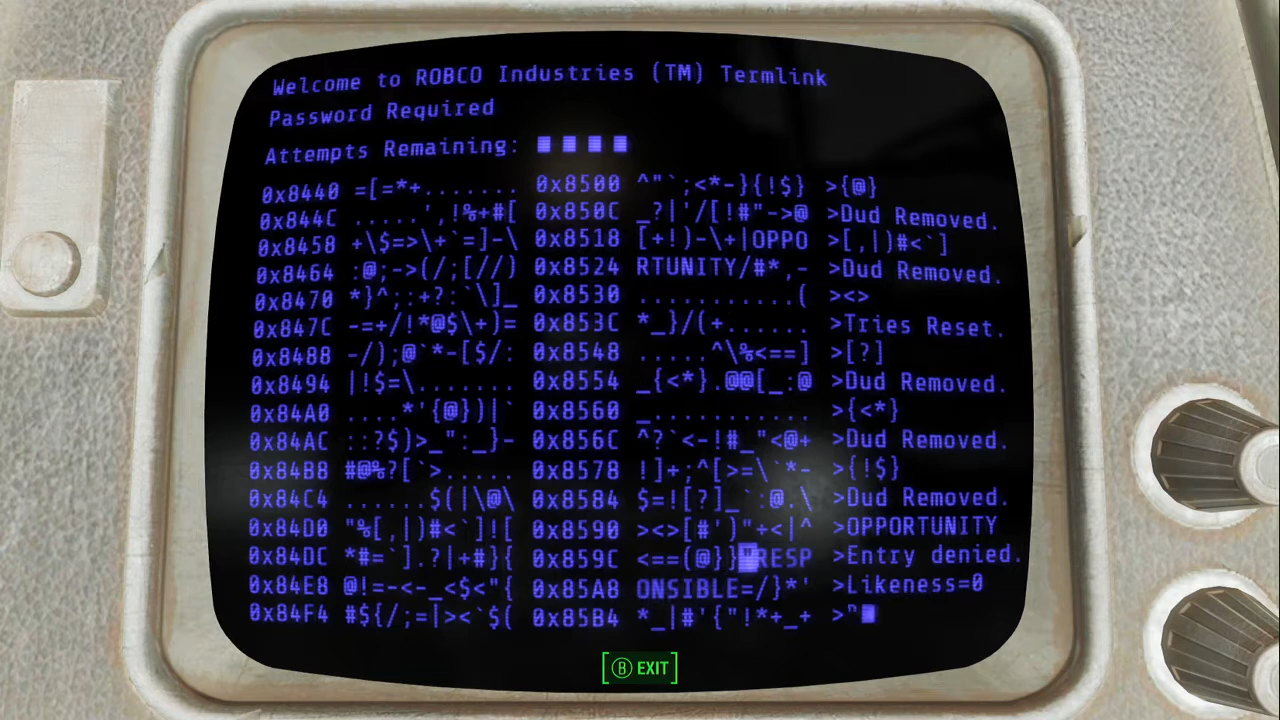 Welcome to ROBCO Industries (TM) Termlink
Password Required
Attempts Remaining: ■ ■ ■ ■
0x8440 =[=*+....... 0x8500 ^"`;<*-}{!$} >{@}
0x844C .....',!%+#[ 0x850C _?|'/[!#"->@ >Dud Removed.
0x8458 +\$=>\+`=]-\ 0x8518 [+!)-\+|OPPO >[,|)#<`]
0x8464 :@;->(/;[//) 0x8524 RTUNITY/#*,- >Dud Removed.
0x8470 *}^;:+?:`\]_ 0x8530 ...........( ><>
0x847C -=+/!*@$\+)= 0x853C *_}/(+...... >Tries Reset.
0x8488 -/);@`*-[$/: 0x8548 .....^\%<==] >[?]
0x8494 |!$=\....... 0x8554 _{<*}.@@[_:@ >Dud Removed.
0x84A0 ....*'{@})|` 0x8560 _........... >{<*}
0x84AC ::?$)>_":_}- 0x856C ^?`<-!#_"<@+ >Dud Removed.
0x84B8 #@%?[`>..... 0x8578 !]+;^[>=\`*- >{!$}
0x84C4 ......$(|\@\ 0x8584 $=![?]_`:@.\ >Dud Removed.
0x84D0 "%[,|)#<`]![ 0x8590 ><>[#')"+<|^ >OPPORTUNITY
0x84DC *#=`].?|+#}{ 0x859C <==(@}}""RESP >Entry denied.
0x84E8 @!=-<-_<$<"{ 0x85A8 ONSIBLE=/}*' >Likeness=0
0x84F4 #${/;=|><`$( 0x85B4 *_|#'{"!*+_+ >"■
B EXIT